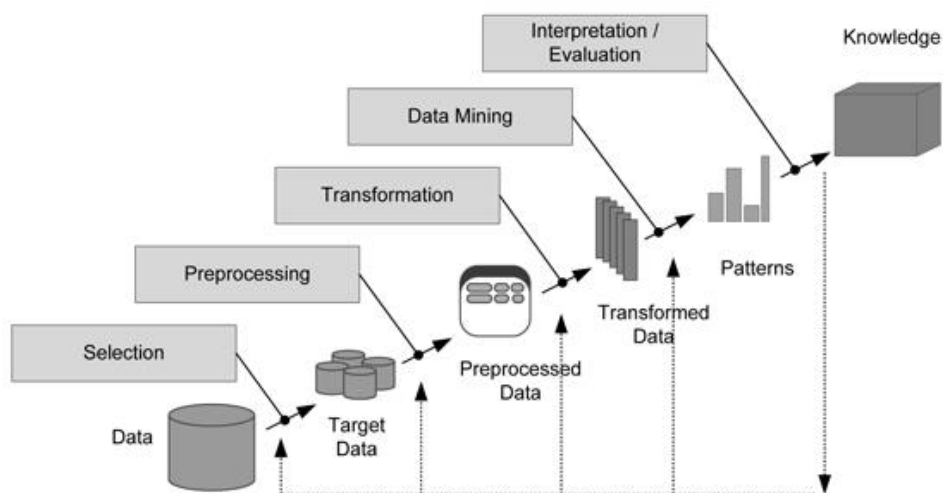 Interpretation /
Evaluation
Knowledge
Data Mining
Transformation
Patterns
Preprocessing
Transformed
Data
Selection
Preprocessed
Data
Target
Data
Data